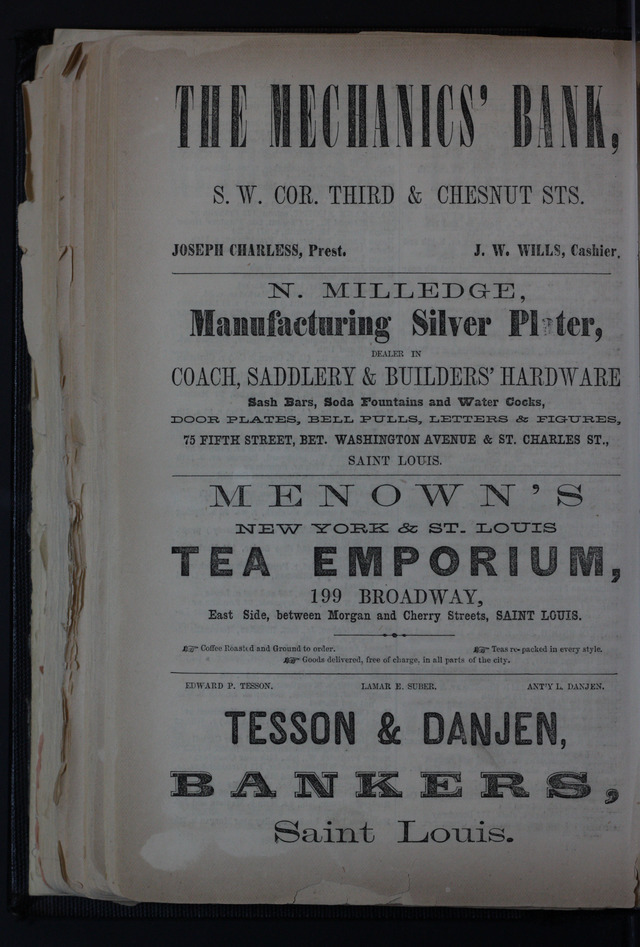 THE MECHANICS' BANK,
S. W. COR. THIRD & CHESNUT STS.
JOSEPH CHARLESS, Prest. J. W. WILLS, Cashier.
N. MILLEDGE,
Manufacturing Silver Plater,
DEALER IN
COACH, SADDLERY & BUILDERS' HARDWARE
Sash Bars, Soda Fountains and Water Cocks,
DOOR PLATES, BELL PULLS, LETTERS & FIGURES,
75 FIFTH STREET, BET. WASHINGTON AVENUE & ST. CHARLES ST.,
SAINT LOUIS.
MENOWN'S
NEW YORK & ST. LOUIS
TEA EMPORIUM,
199 BROADWAY,
East Side, between Morgan and Cherry Streets, SAINT LOUIS.
☞ Coffee Roasted and Ground to order. ☞ Teas re-packed in every style.
☞ Goods delivered, free of charge, in all parts of the city.
EDWARD P. TESSON. LAMAR E. SUBER. ANT'Y L. DANJEN.
TESSON & DANJEN,
BANKERS,
Saint Louis.